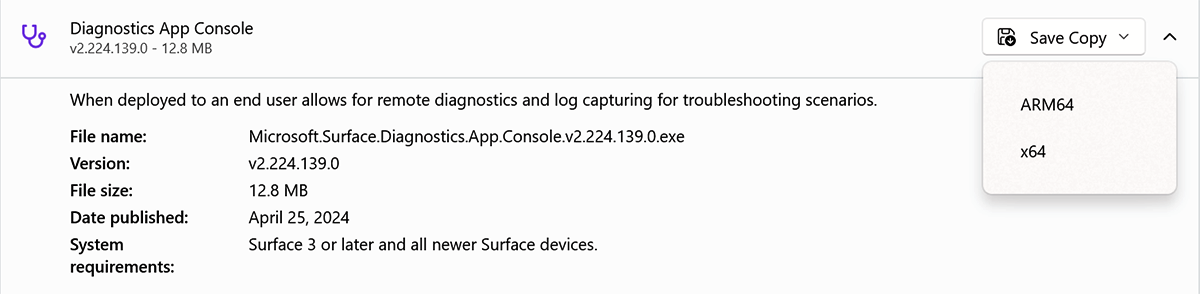 Diagnostics App Console
v2.224.139.0 - 12.8 MB
Save Copy
ARM64
x64
When deployed to an end user allows for remote diagnostics and log capturing for troubleshooting scenarios.
File name: Microsoft.Surface.Diagnostics.App.Console.v2.224.139.0.exe
Version: v2.224.139.0
File size: 12.8 MB
Date published: April 25, 2024
System Surface 3 or later and all newer Surface devices.
requirements: